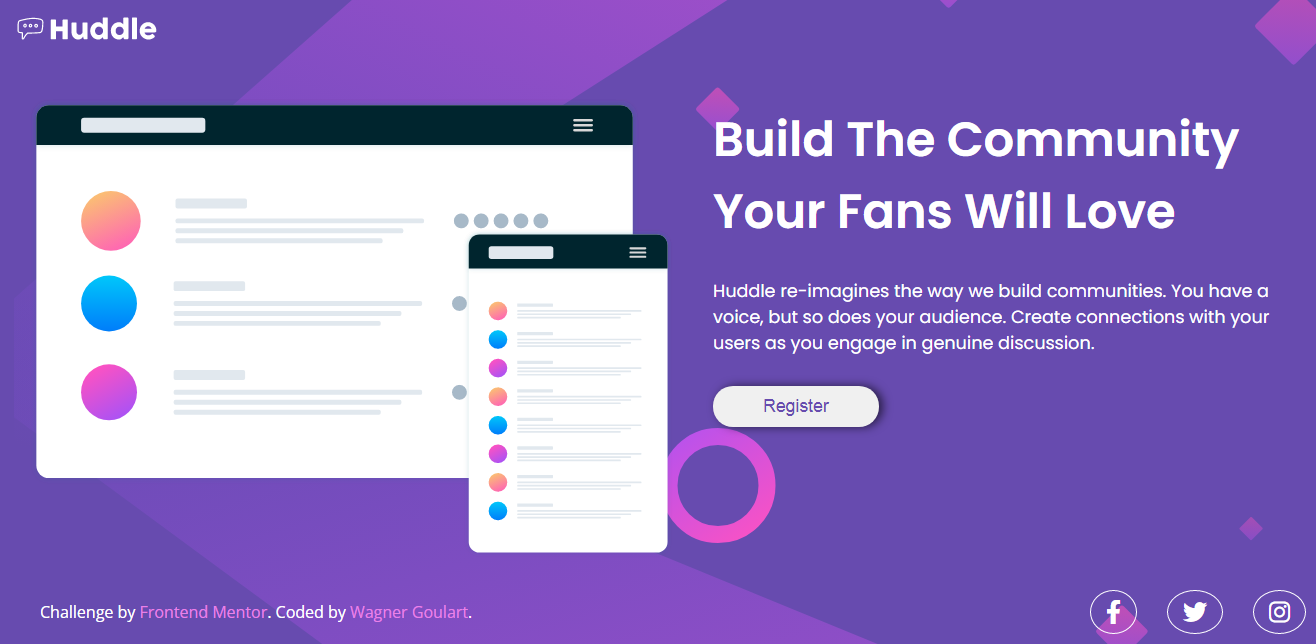 Huddle
Build The Community
Your Fans Will Love
Huddle re-imagines the way we build communities. You have a
voice, but so does your audience. Create connections with your
users as you engage in genuine discussion.
Register
Challenge by Frontend Mentor. Coded by Wagner Goulart.